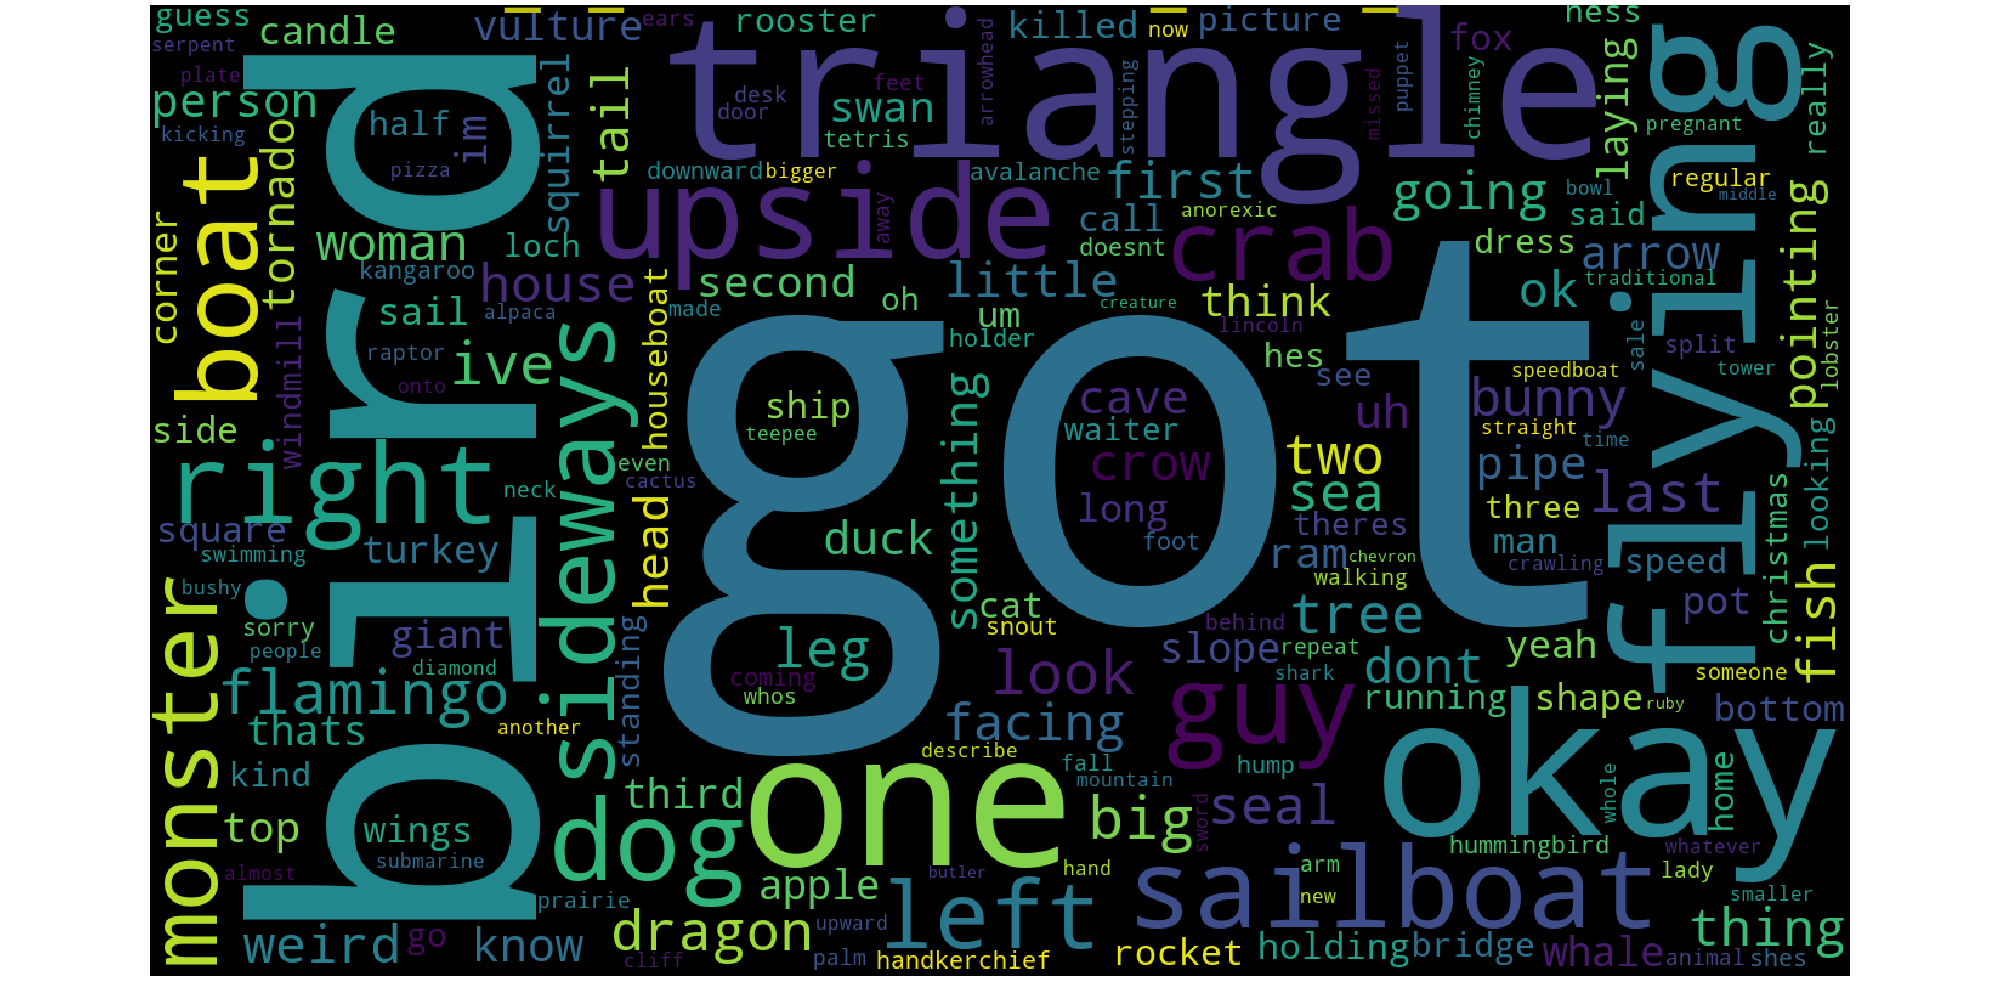 guess
candle
vulture
ears
rooster
killed
now
picture
fox
hess
serpent
plate
person
kicking
half
im
pizza
squirrel
tail
desk
door
feet
swan
tetris
triangle
arrowhead
stepping
missed
puppet
chimney
laying
flying
really
pregnant
boat
tornado
bird
downward
bigger
upside
away
avalanche
first
call
anorexic
doesnt
crab
going
bowl
said
regular
middle
dress
arrow
traditional
pointing
corner
woman
loch
kangaroo
house
second
little
oh
um
creature
think
ok
sail
alpaca
made
holder
lincoln
hes
see
sale
split
tower
lobster
windmill
raptor
onto
ive
sideways
houseboat
got
ship
teepee
something
cave
waiter
crow
long
foot
uh
speedboat
bunny
straight
time
side
right
neck
even
cactus
head
duck
two
sea
theres
pipe
three
last
man
christmas
looking
square
swimming
turkey
bushy
ram
chevron
walking
crawling
speed
fish
pot
monster
sorry
people
giant
diamond
flamingo
thats
another
standing
leg
coming
whos
cat
snout
behind
tree
slope
repeat
shark
dont
yeah
someone
look
guy
running
shape
ruby
bottom
facing
describe
fall
mountain
hump
kind
top
wings
submarine
third
dog
one
big
sword
seal
okay
whole
home
hummingbird
whatever
almost
weird
go
know
prairie
apple
dragon
cliff
upward
palm
butler
left
handkerchief
hand
sailboat
arm
new
rocket
holding
bridge
whale
lady
smaller
thing
animal
shes